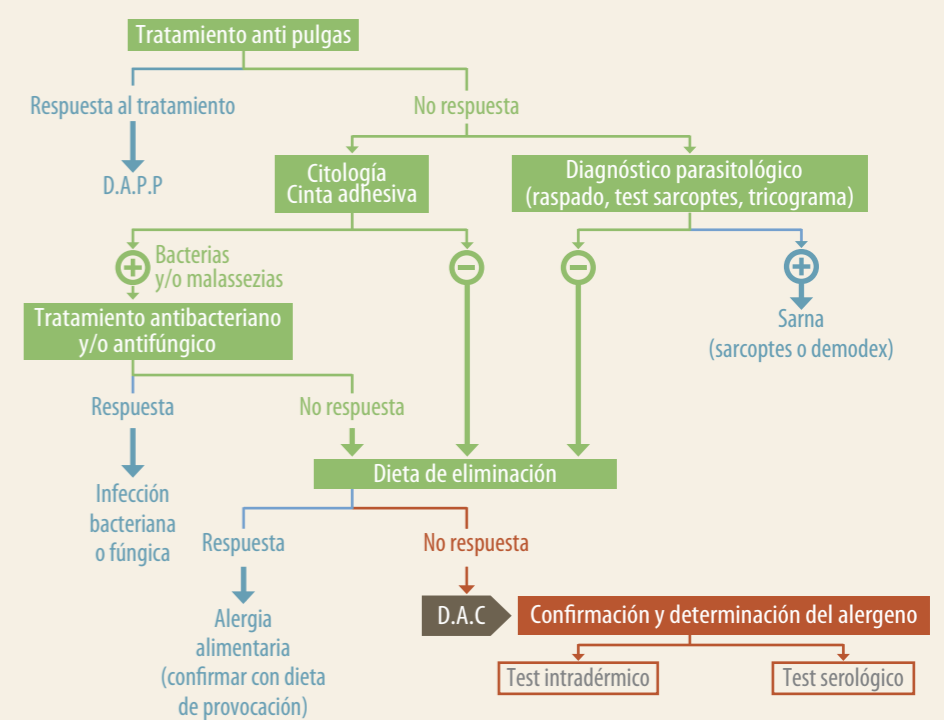 Tratamiento anti pulgas
Respuesta al tratamiento
No respuesta
D.A.P.P
Citología
Cinta adhesiva
Diagnóstico parasitológico
(raspado, test sarcoptes, tricograma)
Bacterias
y/o malassezias
Tratamiento antibacteriano
y/o antifúngico
Sarna
(sarcoptes o demodex)
Respuesta
No respuesta
Dieta de eliminación
Infección
bacteriana
o fúngica
Respuesta
No respuesta
Alergia
alimentaria
(confirmar con dieta
de provocación)
D.A.C
Confirmación y determinación del alergeno
Test intradérmico
Test serológico